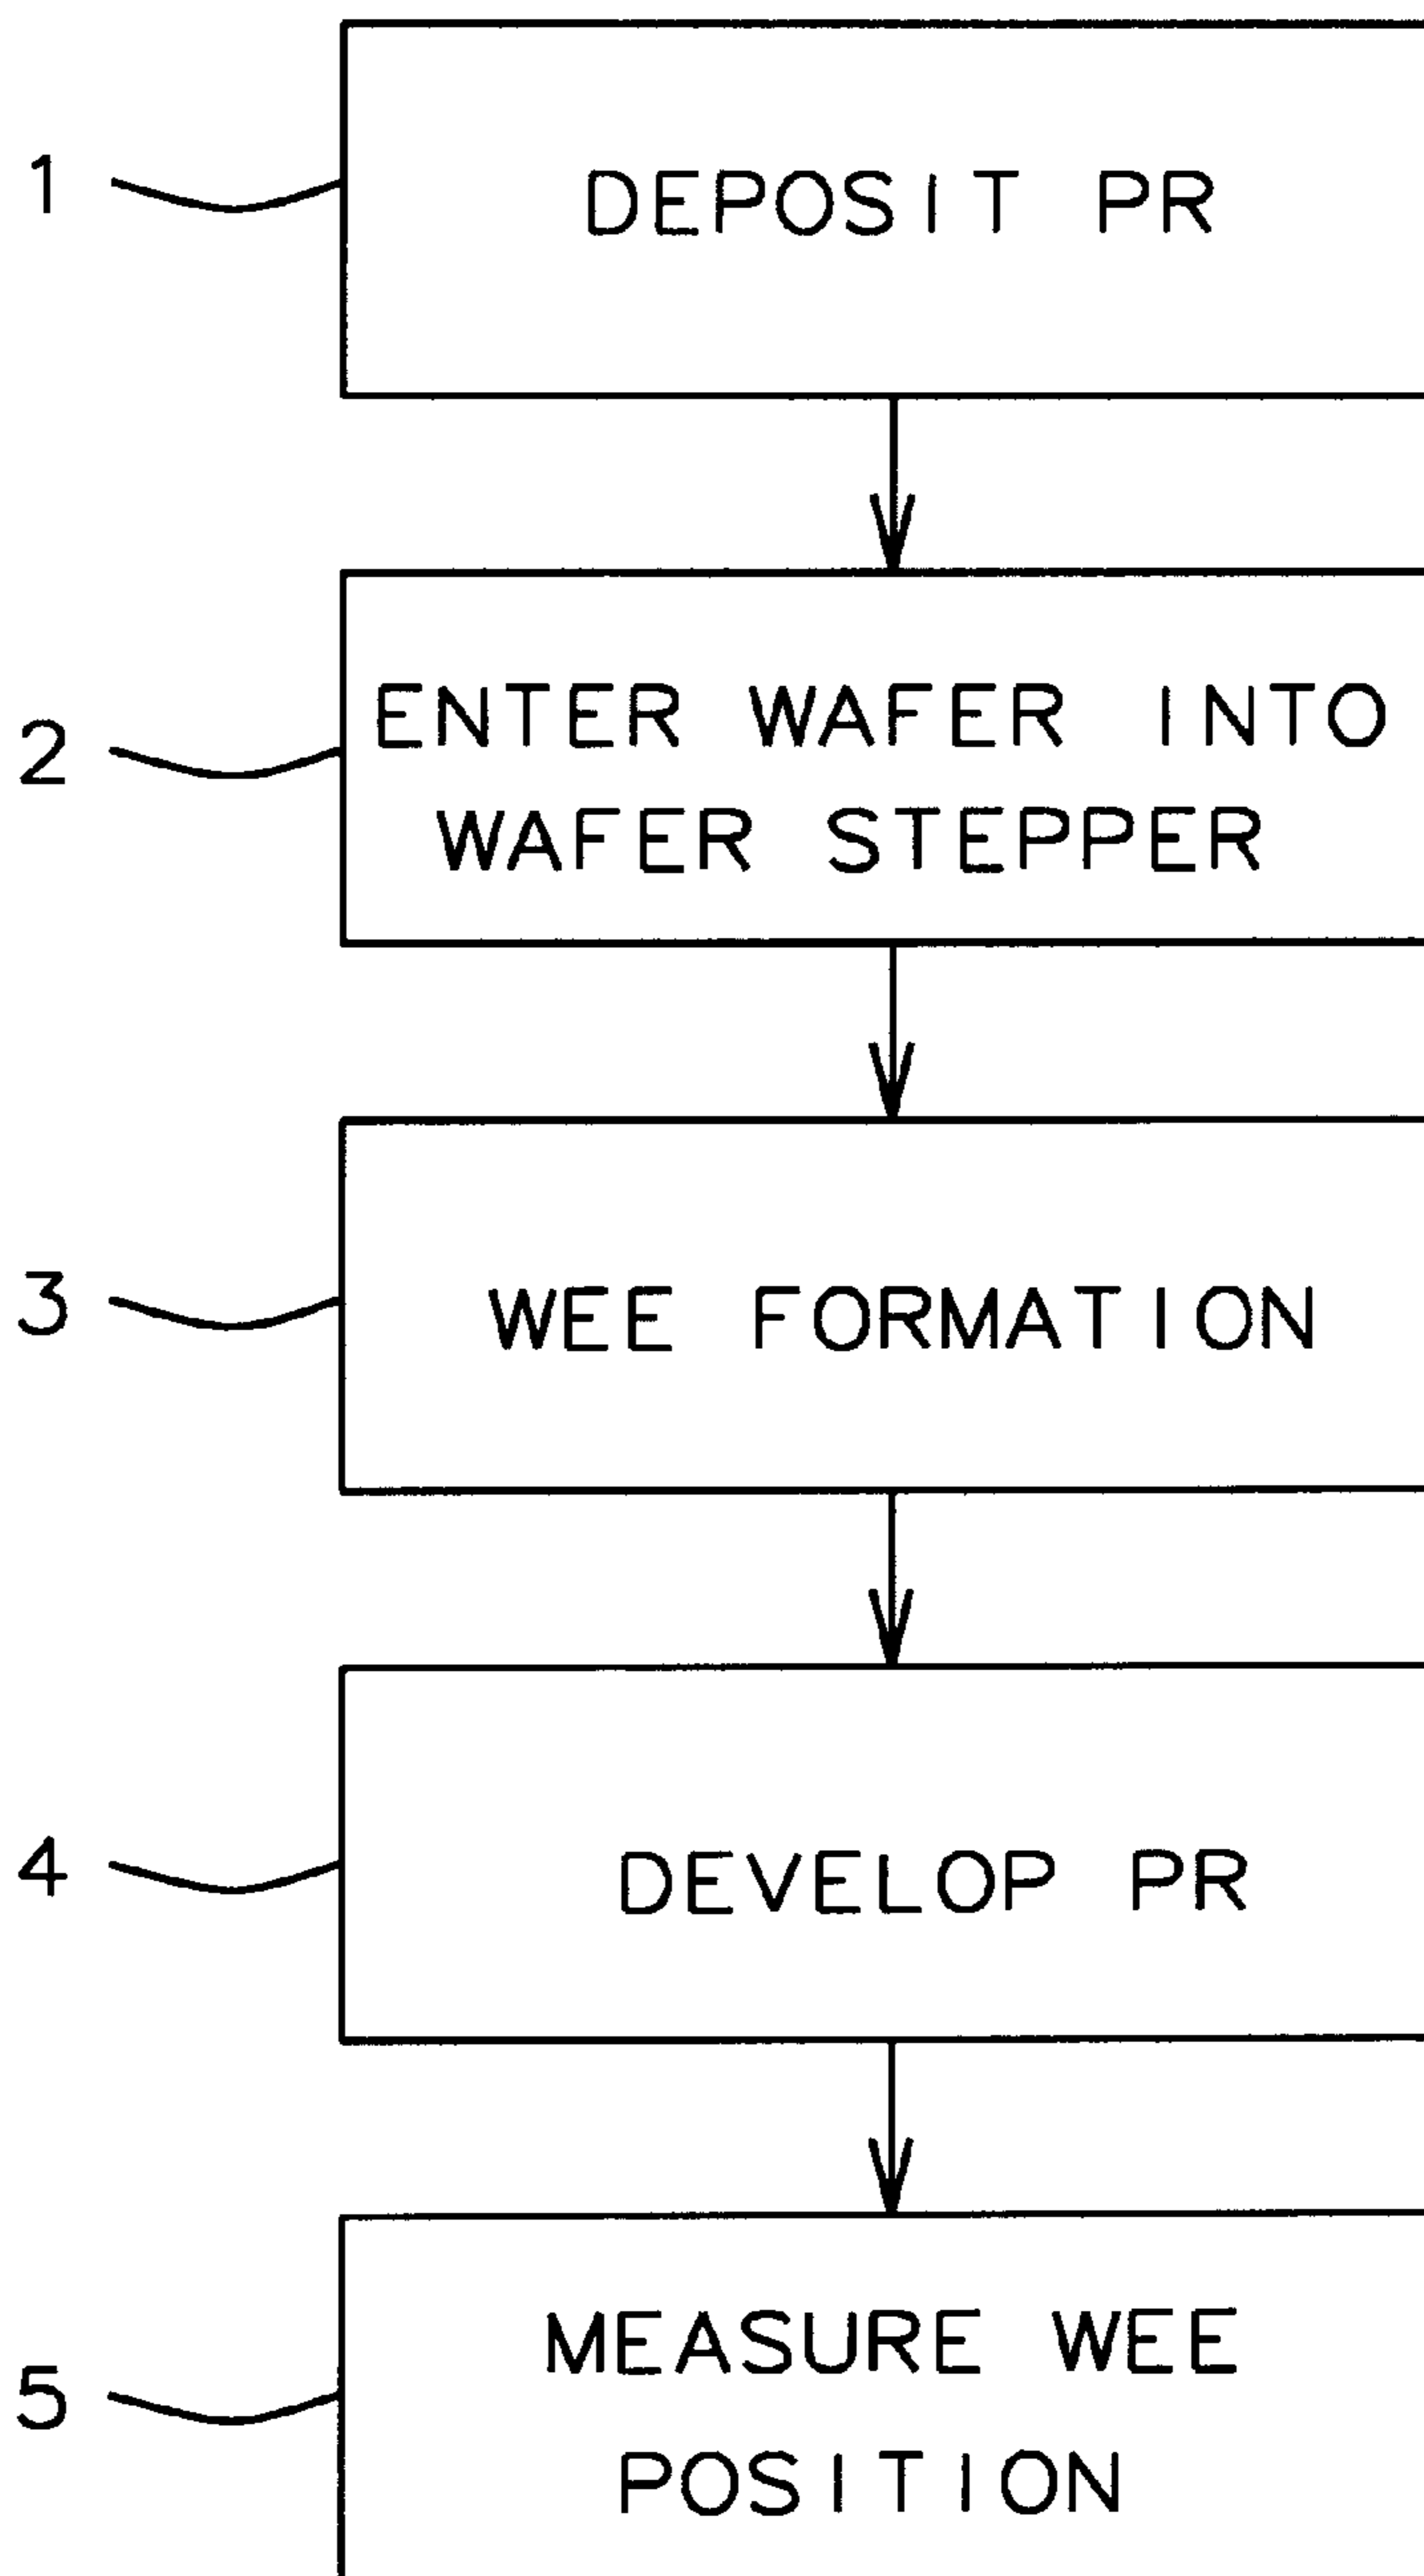 1
DEPOSIT PR
2
ENTER WAFER INTO
WAFER STEPPER
3
WEE FORMATION
4
DEVELOP PR
5
MEASURE WEE
POSITION